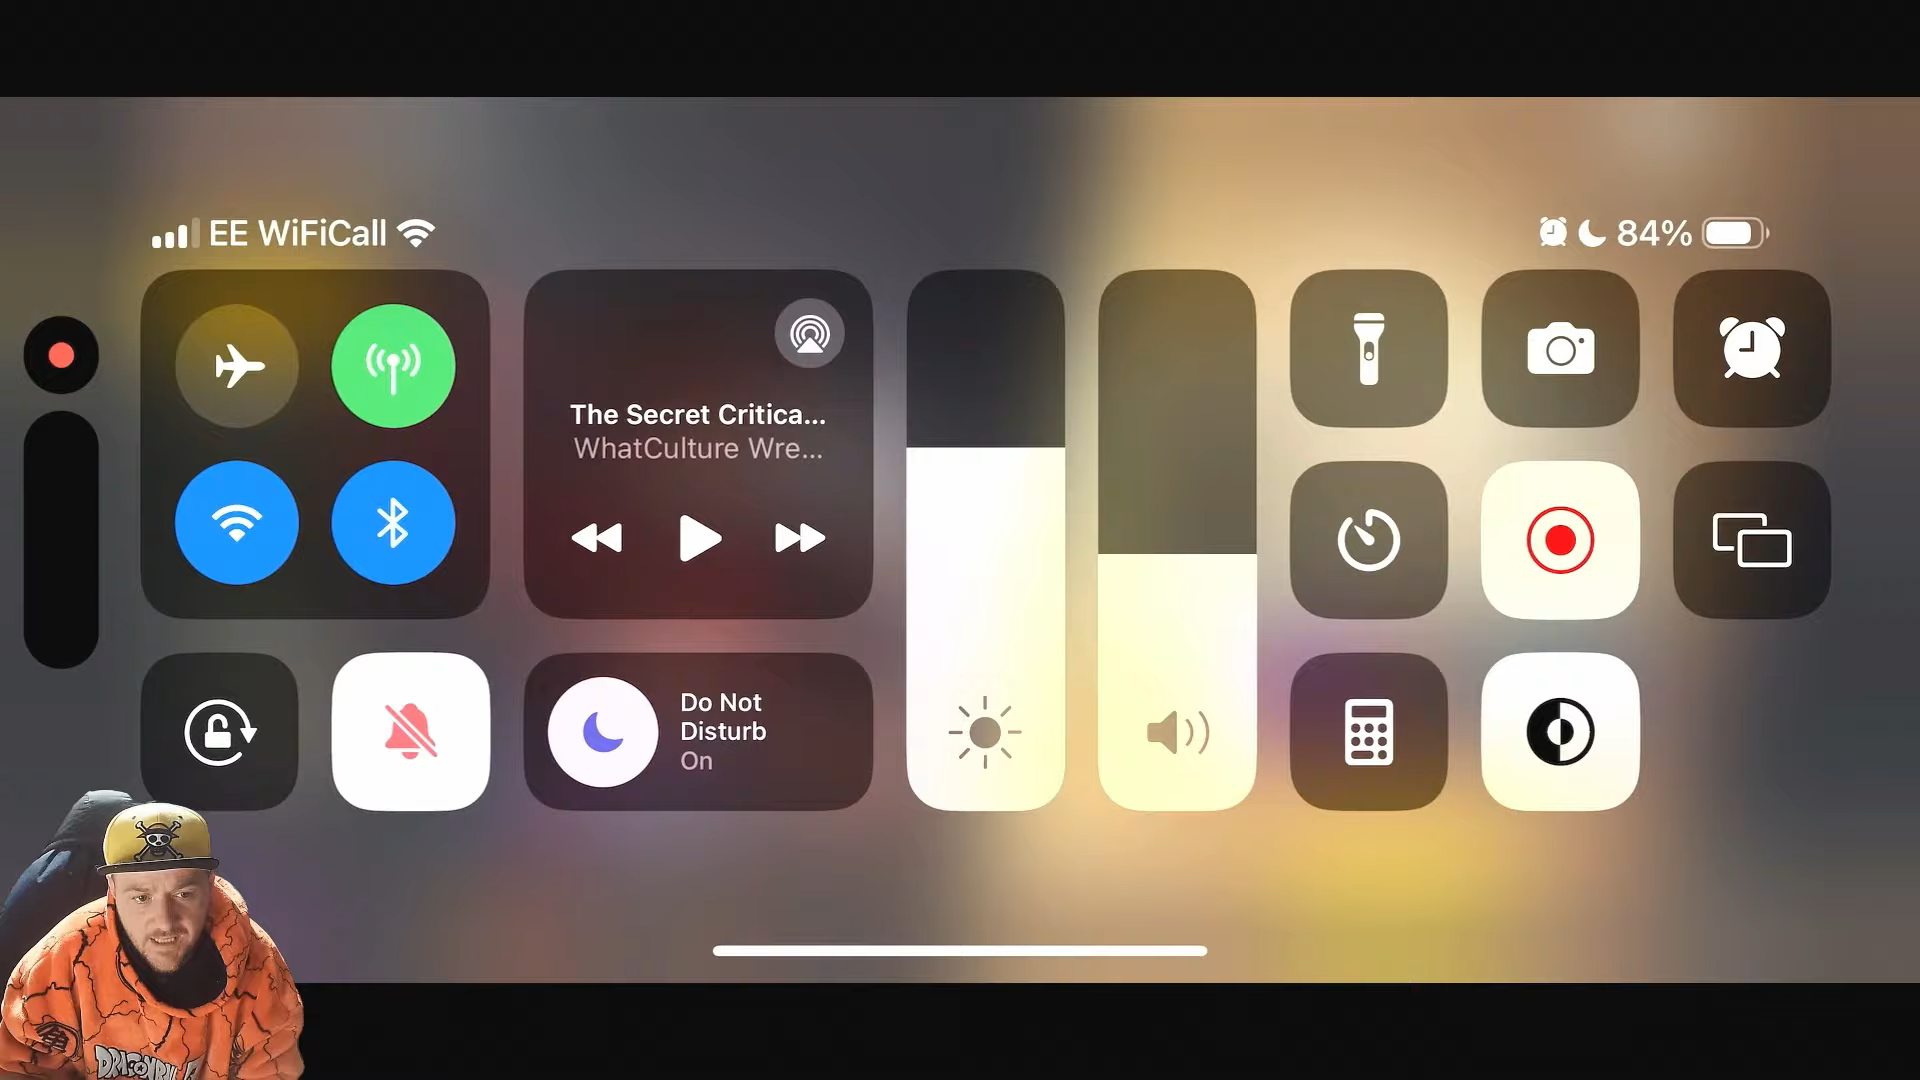 EE WiFiCall
84%
The Secret Critica...
WhatCulture Wre...
Do Not
Disturb
On